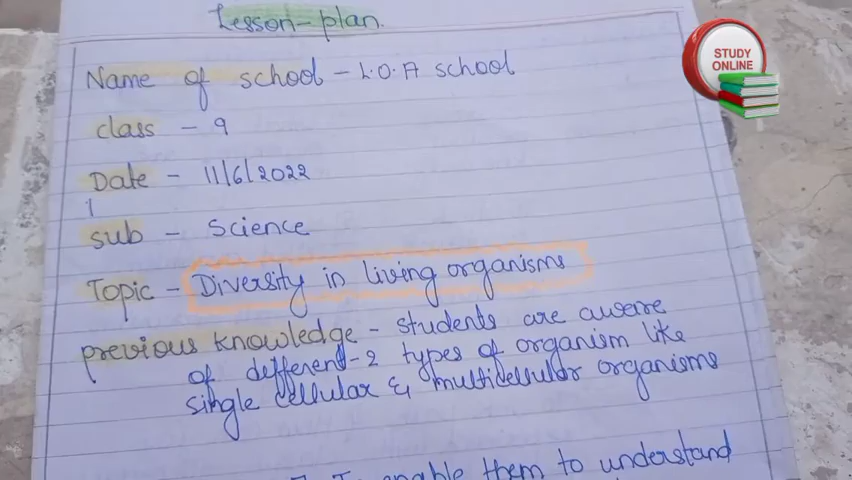 Lesson-plan.
Name of school - L.O.A school
class - 9
Date - 11/6/2022
sub - Science
Topic - Diversity in living organisms
previous knowledge - students are aware
of defferend-2 types of organism like
single cellular & multicellular organisms
To enable them to understand
STUDY
ONLINE